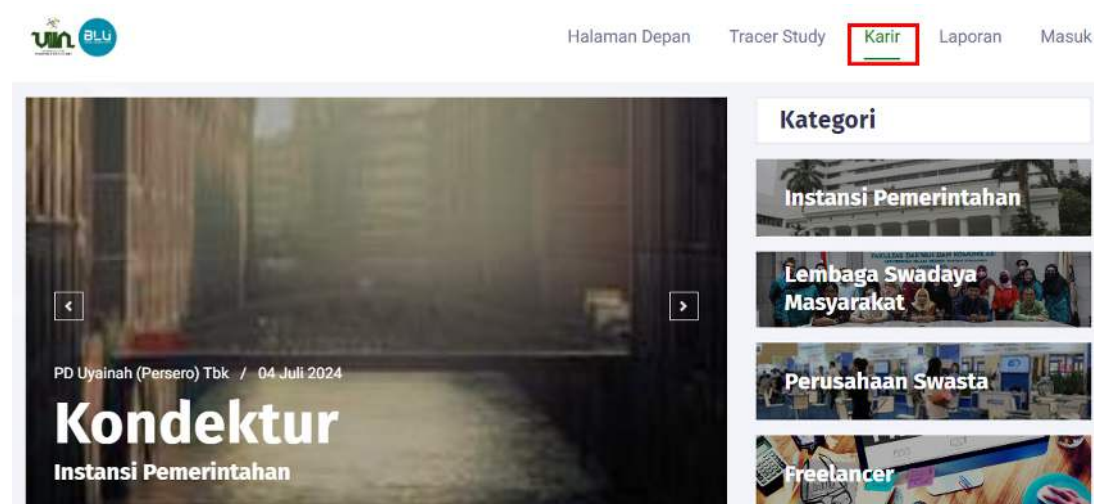 UIN
BLU
Halaman Depan
Tracer Study
Karir
Laporan
Masuk
PD Uyainah (Persero) Tbk / 04 Juli 2024
Kondektur
Instansi Pemerintahan
Kategori
Instansi Pemerintahan
Lembaga Swadaya
Masyarakat
Perusahaan Swasta
Freelancer